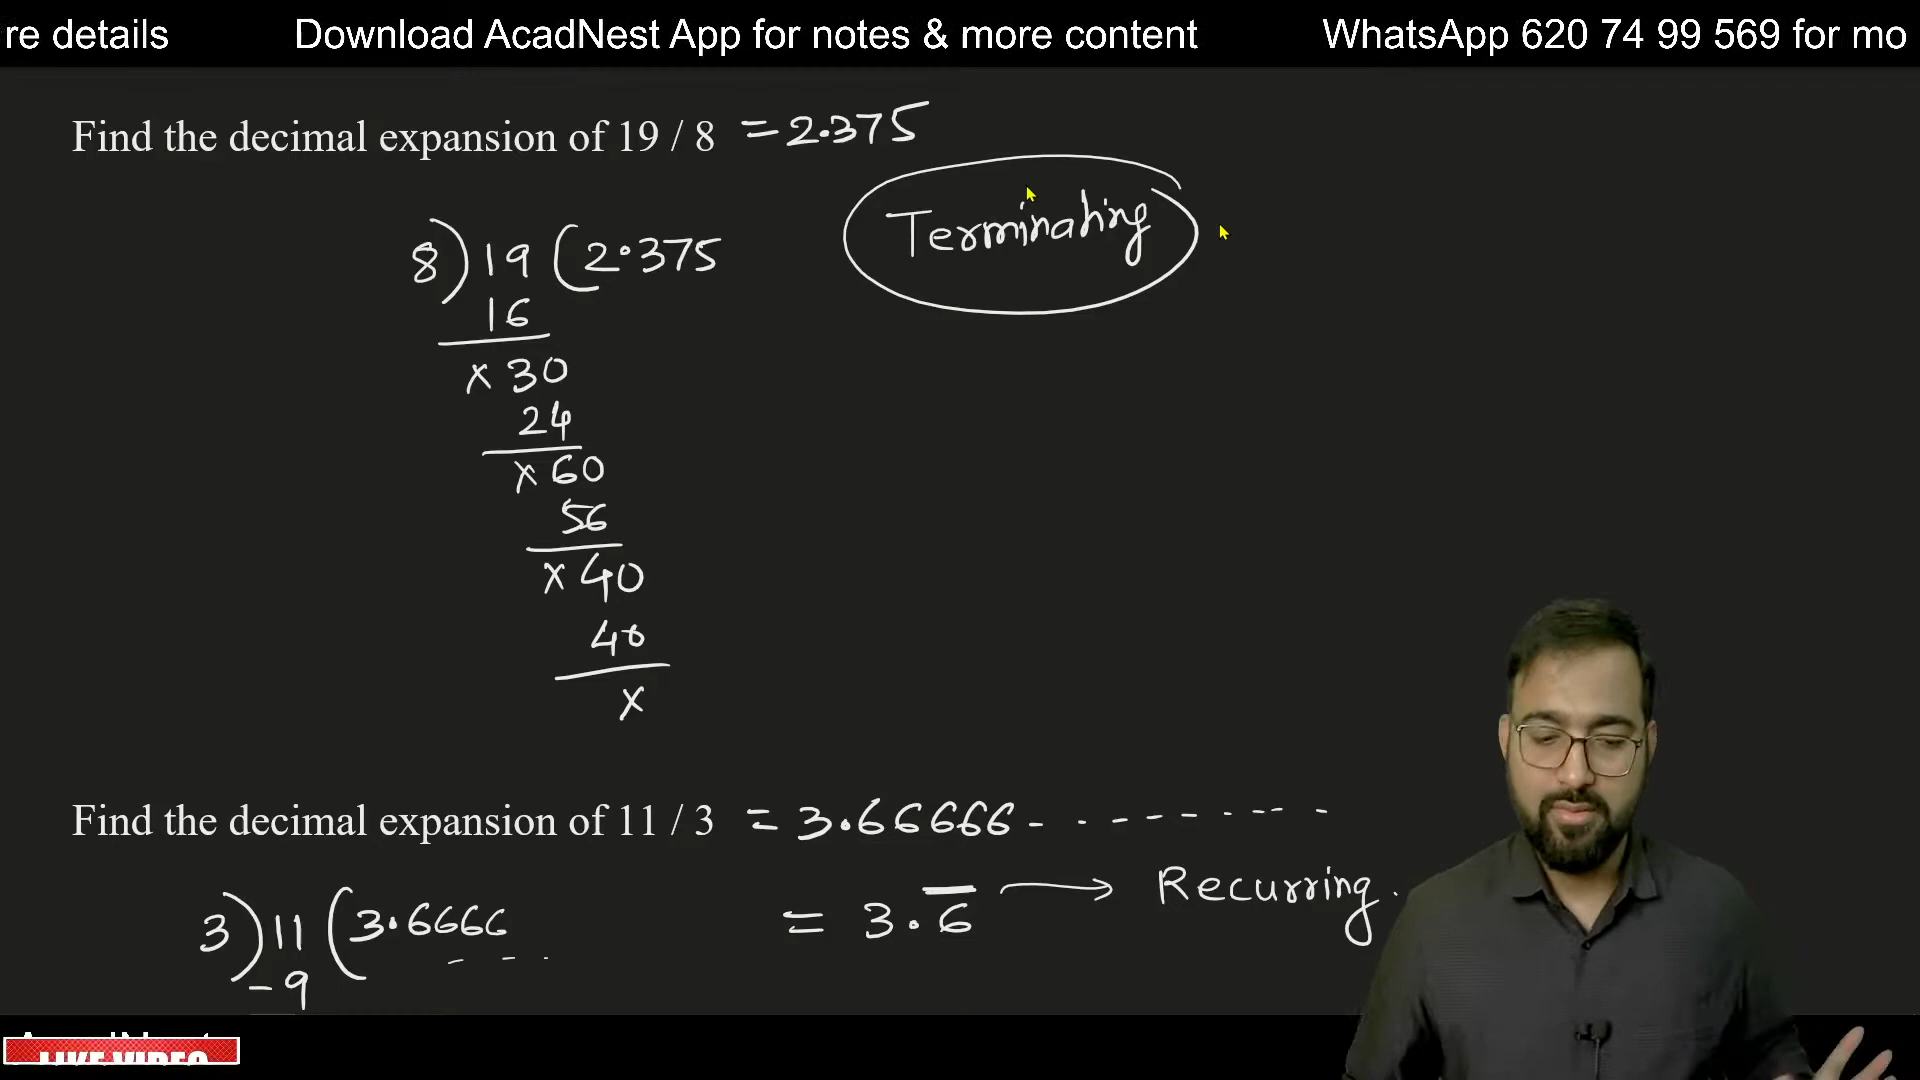 re details Download AcadNest App for notes & more content WhatsApp 620 74 99 569 for mo
Find the decimal expansion of 19 / 8 = 2.375
Terminating
8 ) 19 ( 2.375
16
x 30
24
x 60
56
x 40
40
x
Find the decimal expansion of 11 / 3 = 3.66666- . - - - . -- -
= 3.6̅ → Recurring.
3 ) 11 ( 3.6666
- - .
-9
LIKE VIDEO